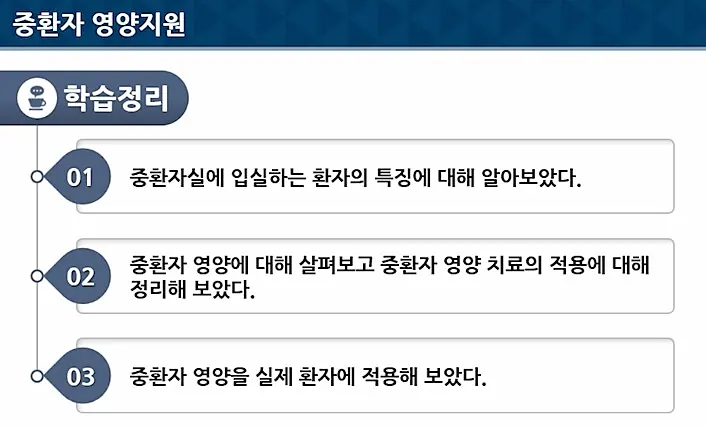 중환자 영양지원
학습정리
01
중환자실에 입실하는 환자의 특징에 대해 알아보았다.
02
중환자 영양에 대해 살펴보고 중환자 영양 치료의 적용에 대해
정리해 보았다.
03
중환자 영양을 실제 환자에 적용해 보았다.